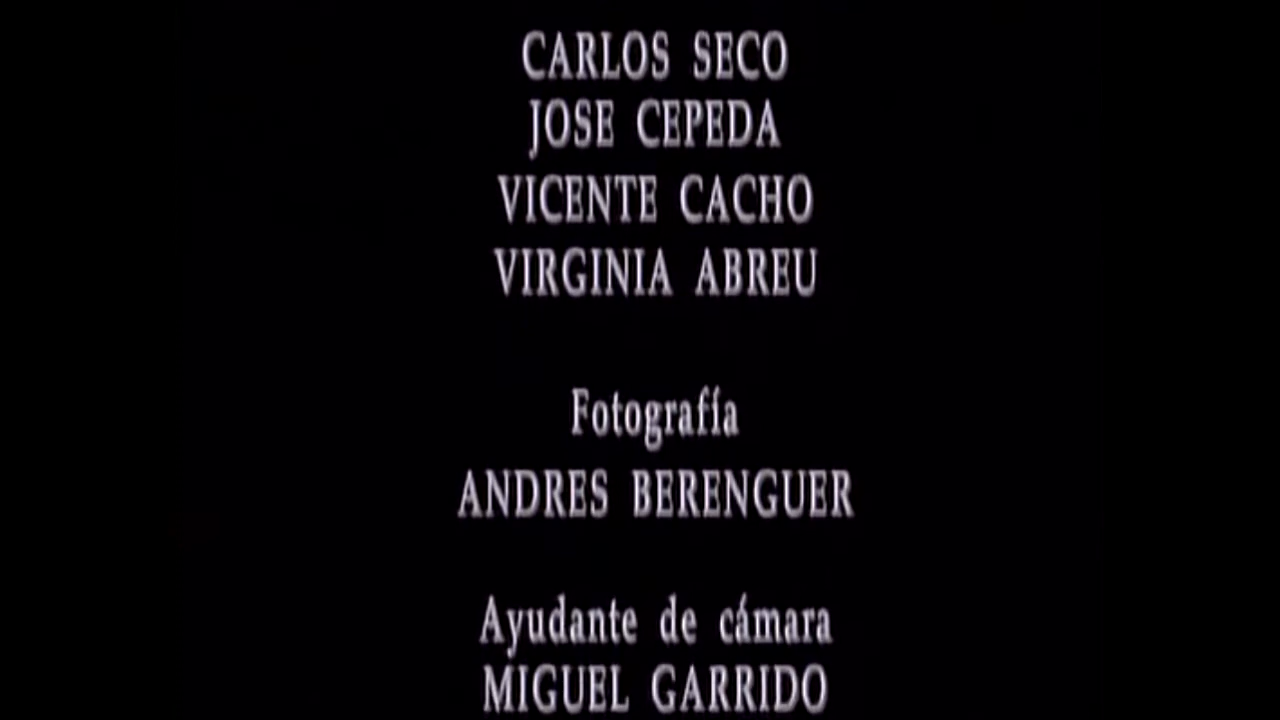 CARLOS SECO
JOSE CEPEDA
VICENTE CACHO
VIRGINIA ABREU
Fotografía
ANDRES BERENGUER
Ayudante de cámara
MIGUEL GARRIDO